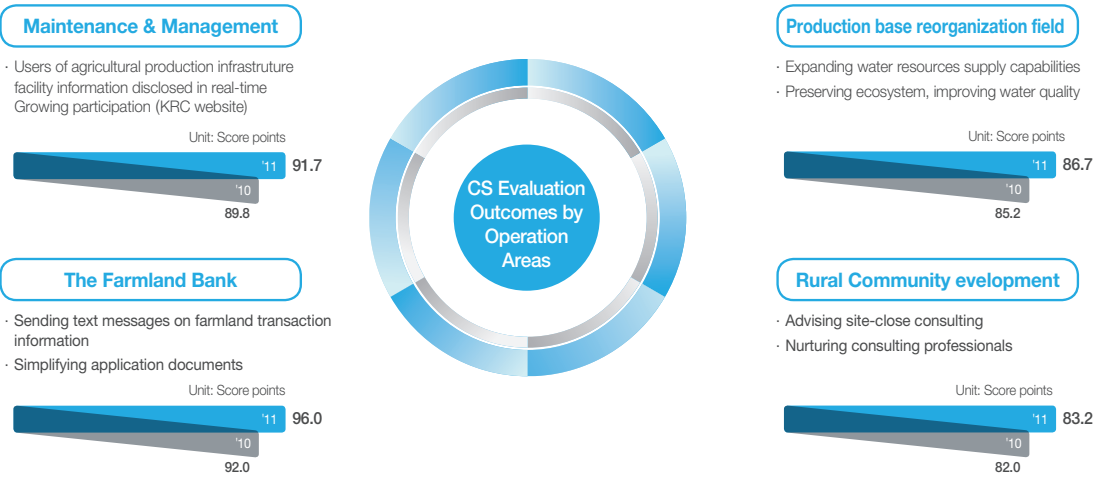 Maintenance & Management
· Users of agricultural production infrastruture
facility information disclosed in real-time
Growing participation (KRC website)
Unit: Score points
'11 91.7
'10
89.8
The Farmland Bank
· Sending text messages on farmland transaction
information
· Simplifying application documents
Unit: Score points
'11 96.0
'10
92.0
CS Evaluation
Outcomes by
Operation
Areas
Production base reorganization field
· Expanding water resources supply capabilities
· Preserving ecosystem, improving water quality
Unit: Score points
'11 86.7
'10
85.2
Rural Community evelopment
· Advising site-close consulting
· Nurturing consulting professionals
Unit: Score points
'11 83.2
'10
82.0